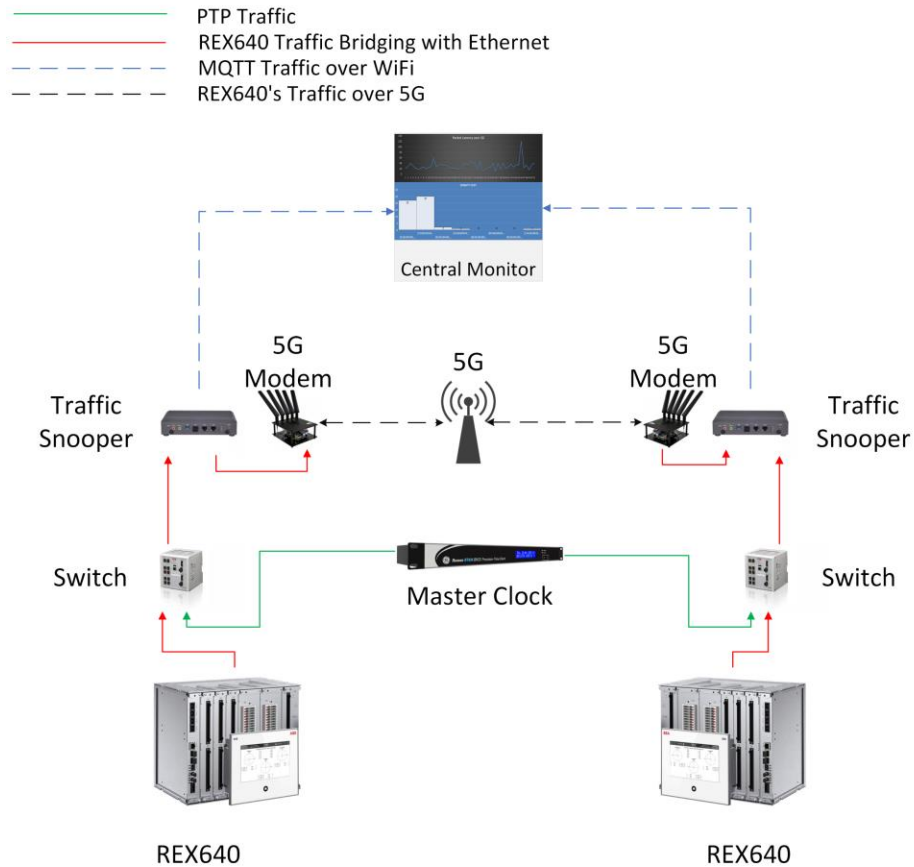 PTP Traffic
REX640 Traffic Bridging with Ethernet
MQTT Traffic over WiFi
REX640's Traffic over 5G
Central Monitor
5G
Modem
5G
5G
Modem
Traffic
Snooper
Traffic
Snooper
Switch
Master Clock
Switch
REX640
REX640